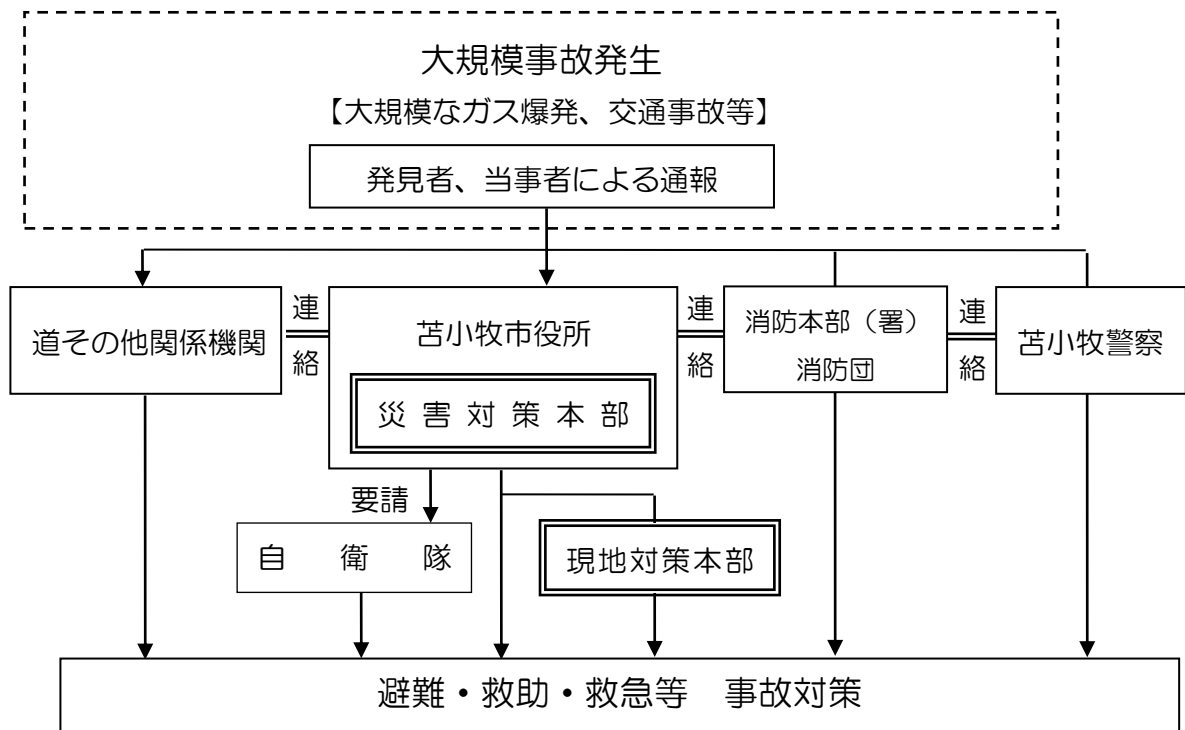 大規模事故発生
【大規模なガス爆発、交通事故等】
発見者、当事者による通報
道その他関係機関
連
絡
苫小牧市役所
災害対策本部
連
絡
消防本部（署）
消防団
連
絡
苫小牧警察
要請
自衛隊
現地対策本部
避難・救助・救急等　事故対策